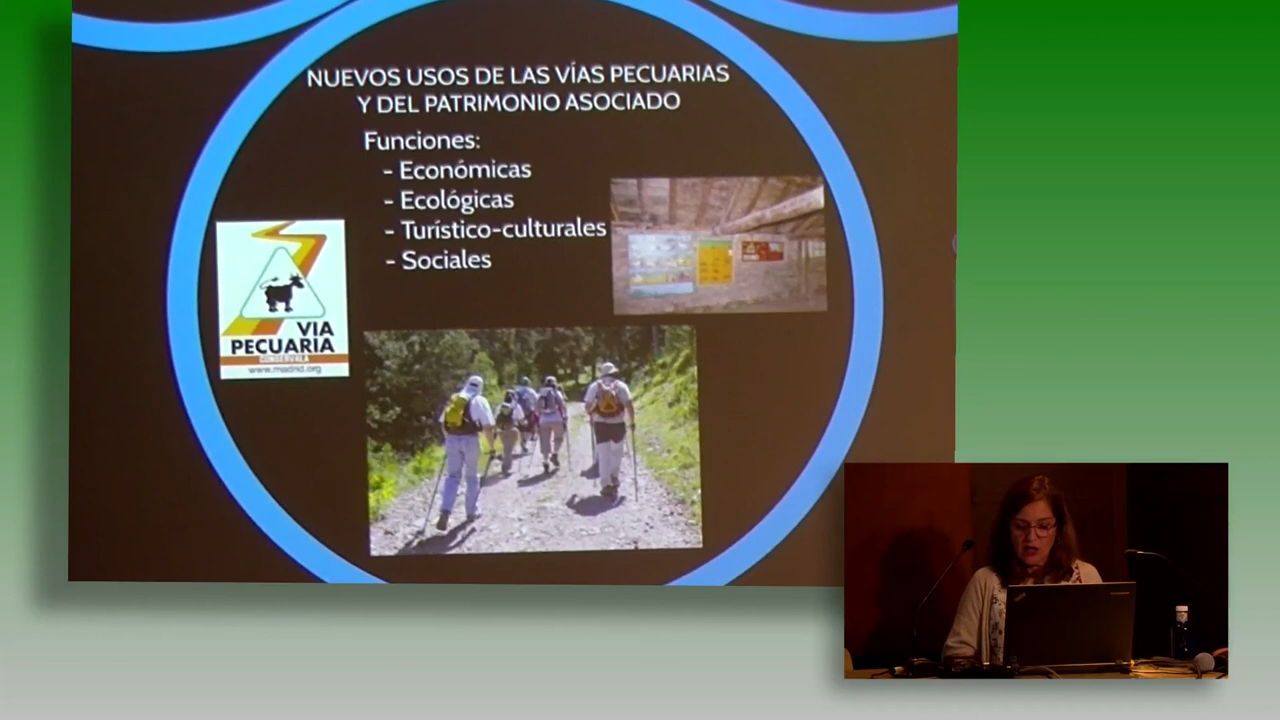 NUEVOS USOS DE LAS VÍAS PECUARIAS
Y DEL PATRIMONIO ASOCIADO
Funciones:
- Económicas
- Ecológicas
- Turístico-culturales
- Sociales
VIA
PECUARIA
CONSERVALA
www.madrid.org